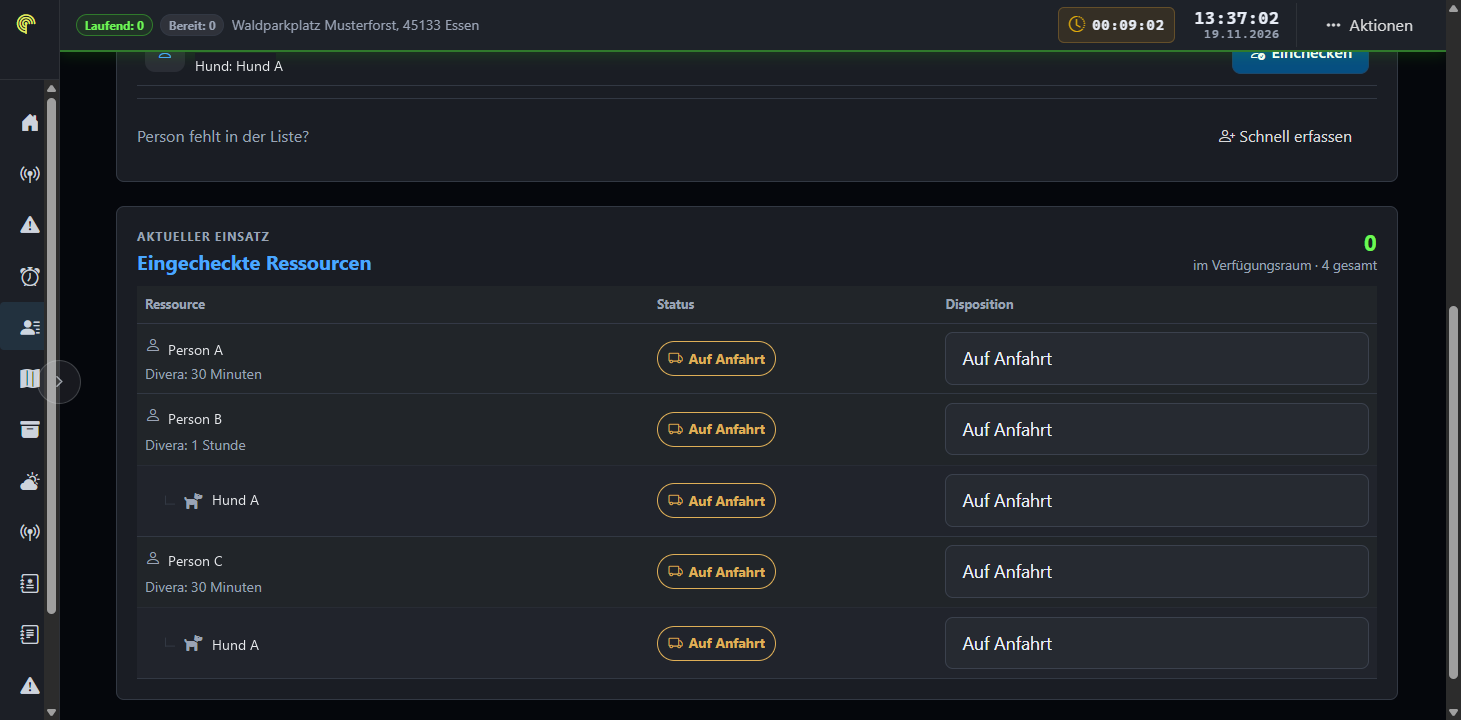 Laufend: 0 Bereit: 0 Waldparkplatz Musterforst, 45133 Essen 00:09:02 13:37:02 Aktionen
19.11.2026
Einchecken
Hund: Hund A
Person fehlt in der Liste? Schnell erfassen
AKTUELLER EINSATZ
Eingecheckte Ressourcen
0
im Verfügungsraum · 4 gesamt
Ressource Status Disposition
Person A
Divera: 30 Minuten
Auf Anfahrt Auf Anfahrt
Person B
Divera: 1 Stunde
Auf Anfahrt Auf Anfahrt
Hund A Auf Anfahrt Auf Anfahrt
Person C
Divera: 30 Minuten
Auf Anfahrt Auf Anfahrt
Hund A Auf Anfahrt Auf Anfahrt